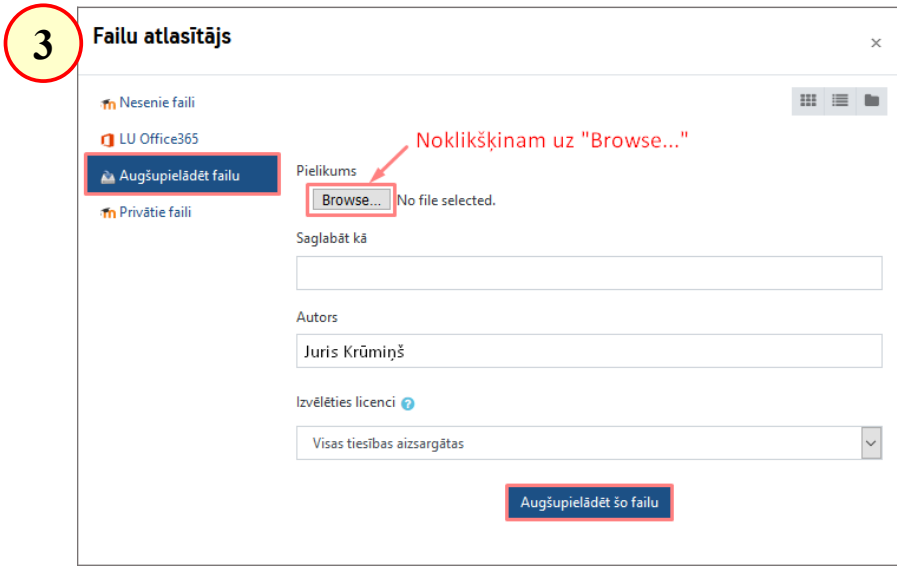 3
Failu atlasītājs
×
Nesenie faili
LU Office365
Augšupielādēt failu
Privātie faili
Noklikšķinam uz "Browse..."
Pielikums
Browse... No file selected.
Saglabāt kā
Autors
Juris Krūmiņš
Izvēlēties licenci ?
Visas tiesības aizsargātas
Augšupielādēt šo failu